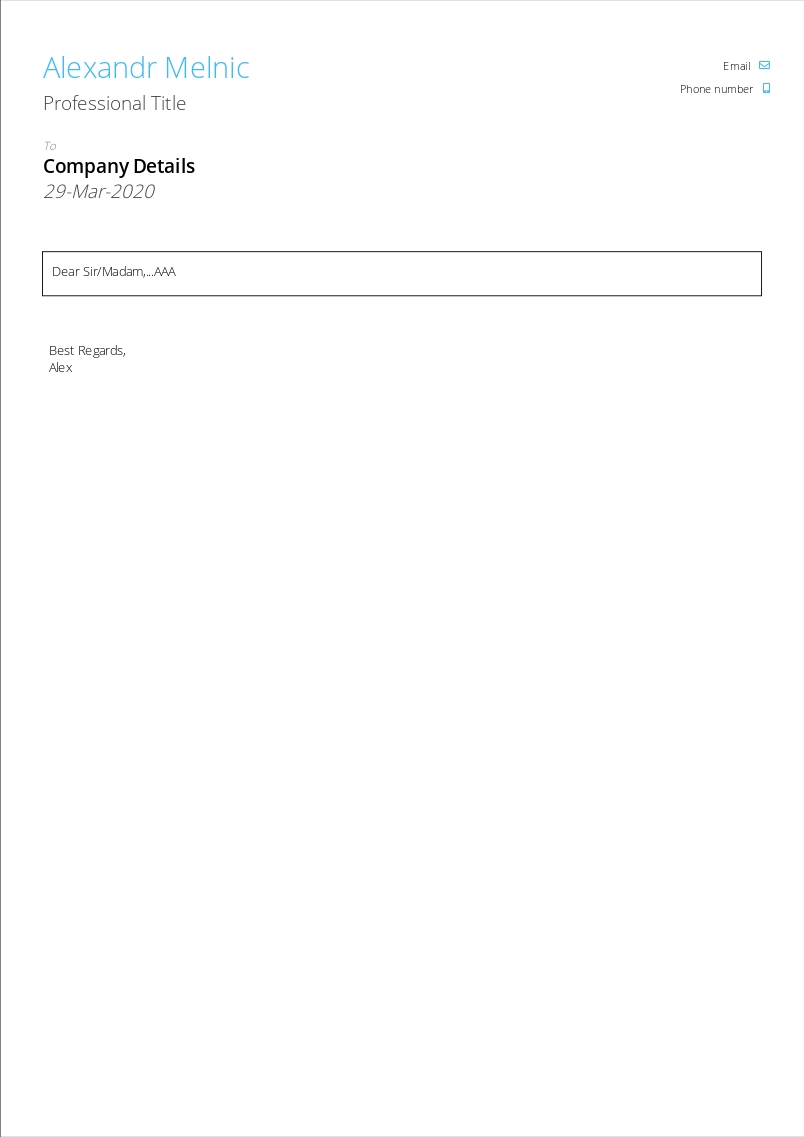 Alexandr Melnic
Professional Title
Email
Phone number
To
Company Details
29-Mar-2020
Dear Sir/Madam,...AAA
Best Regards,
Alex